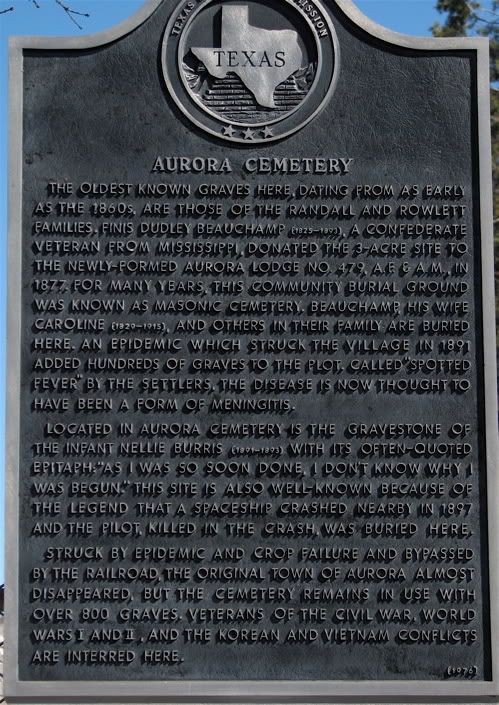 TEXAS
MISSION
TEXAS
AURORA CEMETERY
THE OLDEST KNOWN GRAVES HERE, DATING FROM AS EARLY
AS THE 1860s, ARE THOSE OF THE RANDALL AND ROWLETT
FAMILIES. FINIS DUDLEY BEAUCHAMP (1825-1893), A CONFEDERATE
VETERAN FROM MISSISSIPPI, DONATED THE 3-ACRE SITE TO
THE NEWLY-FORMED AURORA LODGE NO. 479, A.F. & A.M., IN
1877. FOR MANY YEARS, THIS COMMUNITY BURIAL GROUND
WAS KNOWN AS MASONIC CEMETERY. BEAUCHAMP, HIS WIFE
CAROLINE (1829-1915), AND OTHERS IN THEIR FAMILY ARE BURIED
HERE. AN EPIDEMIC WHICH STRUCK THE VILLAGE IN 1891
ADDED HUNDREDS OF GRAVES TO THE PLOT. CALLED "SPOTTED
FEVER" BY THE SETTLERS, THE DISEASE IS NOW THOUGHT TO
HAVE BEEN A FORM OF MENINGITIS.
LOCATED IN AURORA CEMETERY IS THE GRAVESTONE OF
THE INFANT NELLIE BURRIS (1891-1893) WITH ITS OFTEN-QUOTED
EPITAPH: "AS I WAS SO SOON DONE, I DON'T KNOW WHY I
WAS BEGUN." THIS SITE IS ALSO WELL-KNOWN BECAUSE OF
THE LEGEND THAT A SPACESHIP CRASHED NEARBY IN 1897
AND THE PILOT, KILLED IN THE CRASH, WAS BURIED HERE.
STRUCK BY EPIDEMIC AND CROP FAILURE AND BYPASSED
BY THE RAILROAD, THE ORIGINAL TOWN OF AURORA ALMOST
DISAPPEARED, BUT THE CEMETERY REMAINS IN USE WITH
OVER 800 GRAVES. VETERANS OF THE CIVIL WAR, WORLD
WARS I AND II, AND THE KOREAN AND VIETNAM CONFLICTS
ARE INTERRED HERE.
(1976)